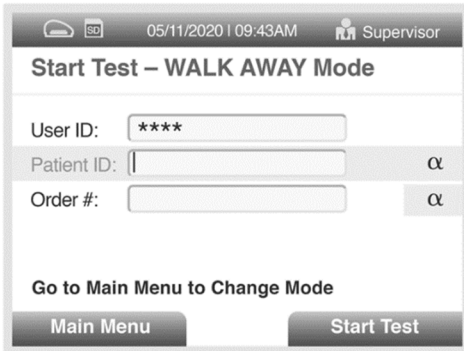 SD 05/11/2020 | 09:43AM Supervisor
Start Test – WALK AWAY Mode
User ID: ****
Patient ID: α
Order #: α
Go to Main Menu to Change Mode
Main Menu Start Test